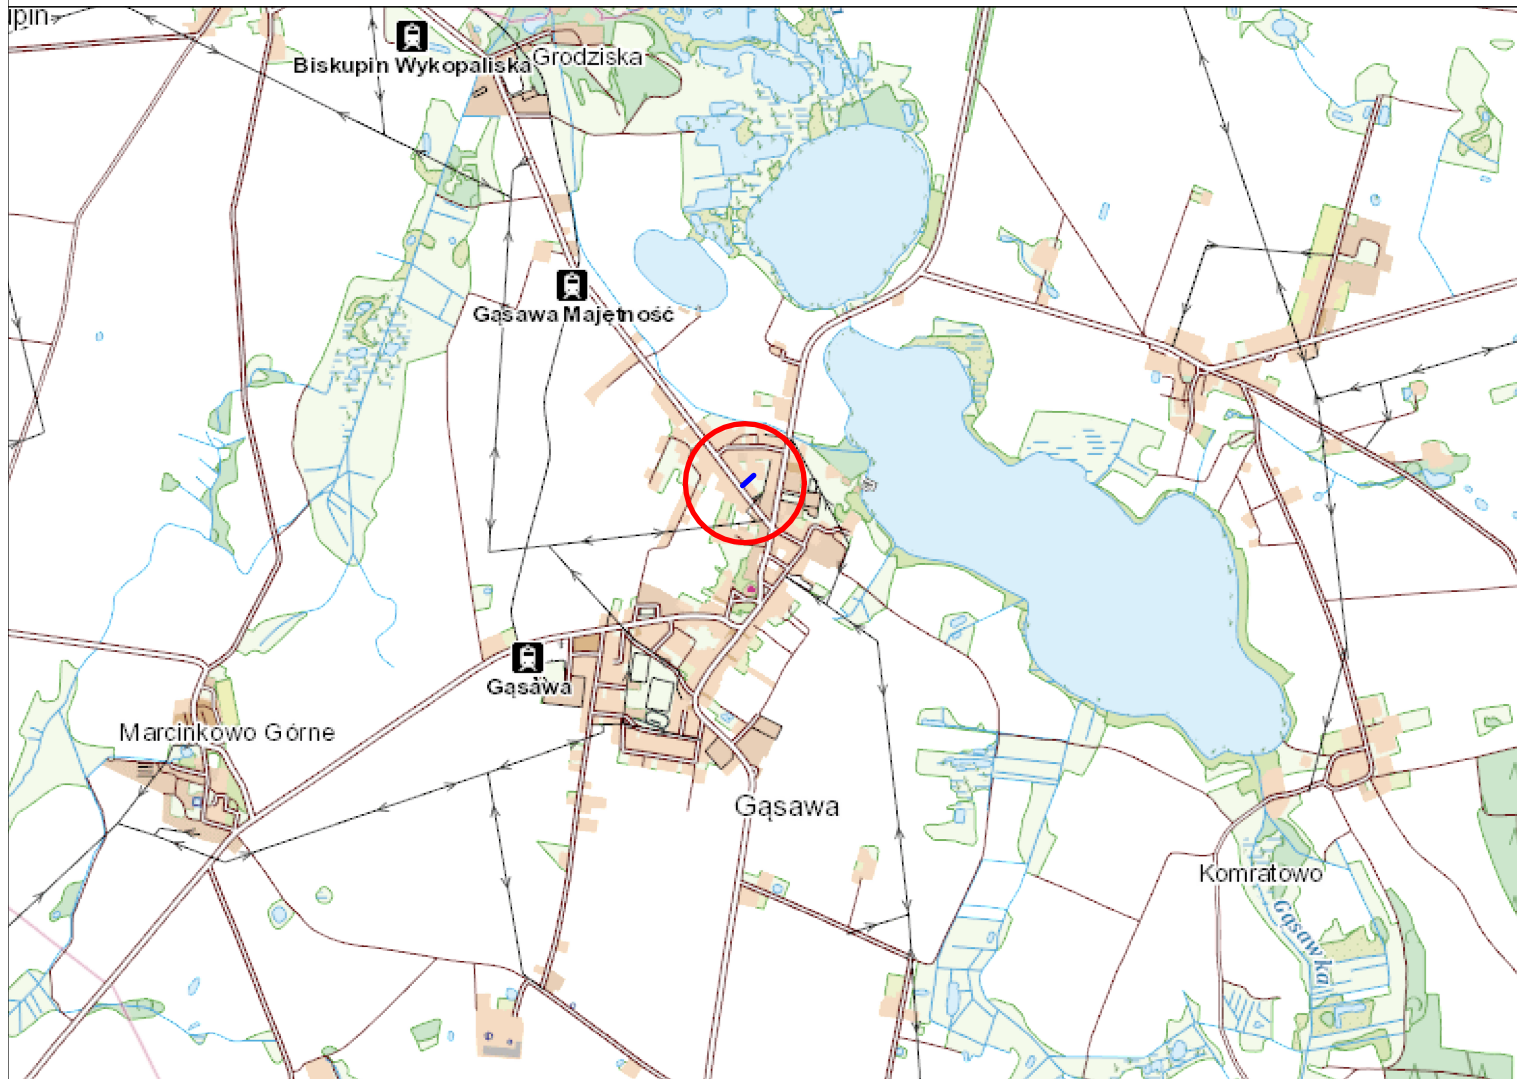 ipin
Grodziska
Biskupin Wykopaliska
Gąsawa Majętność
Gąsawa
Marcinkowo Górne
Gąsawa
Komratowo
Gąsawka